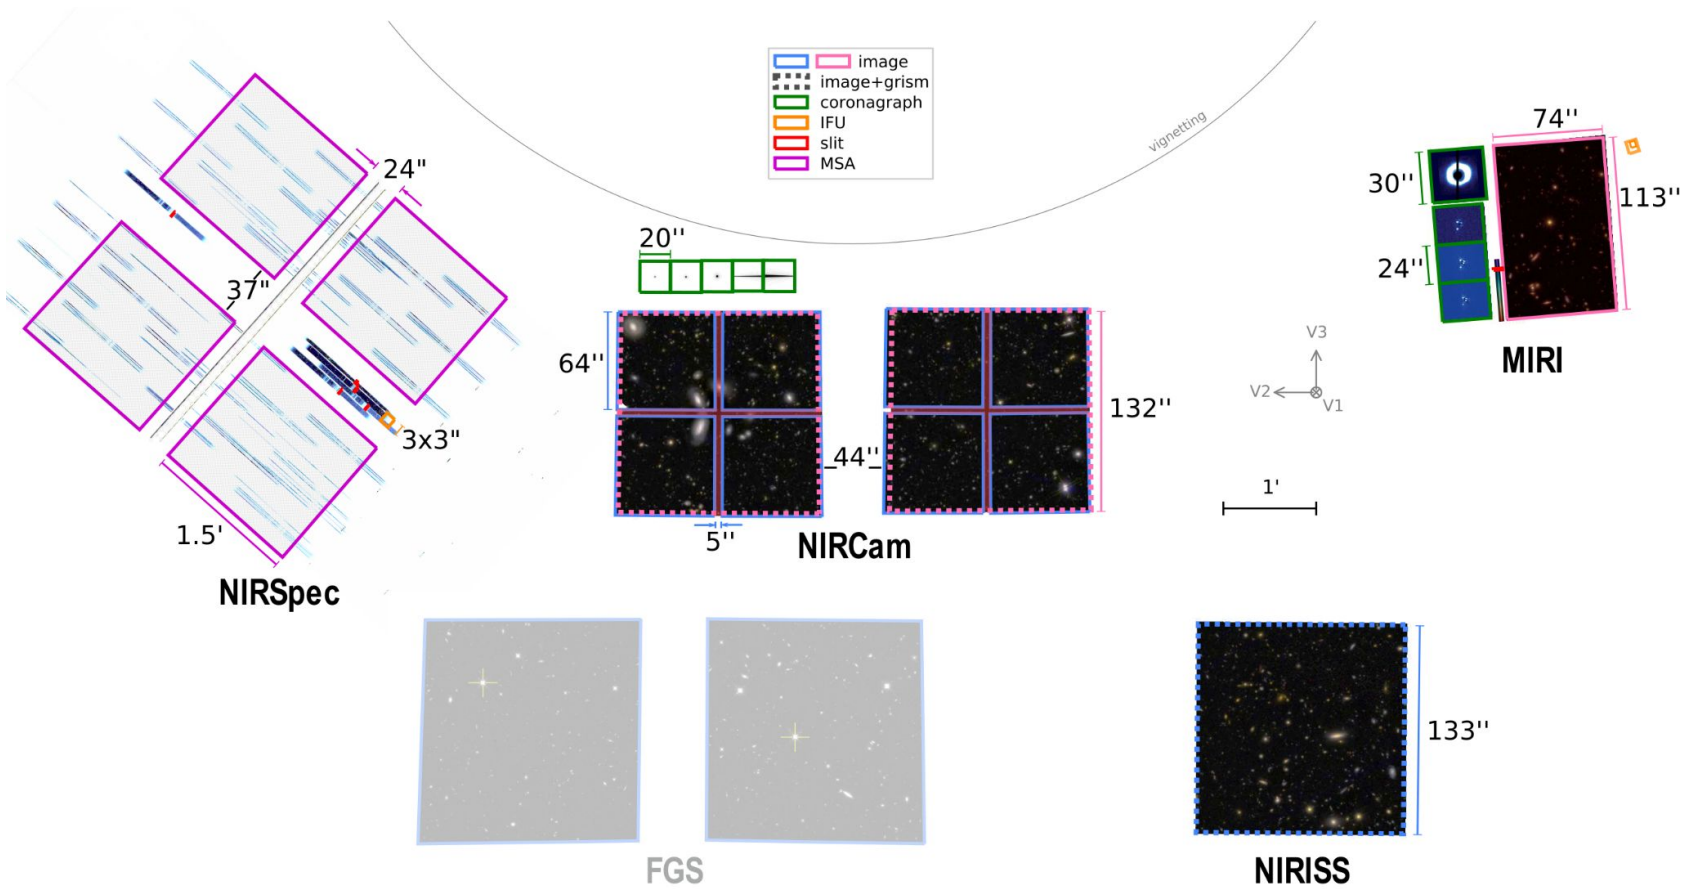 image
image+grism
coronagraph
IFU
slit
MSA
vignetting
24"
37"
3x3"
1.5'
NIRSpec
20''
64''
44''
132''
5''
NIRCam
74''
30''
113''
24''
MIRI
V3
V2
V1
1'
133''
FGS
NIRISS